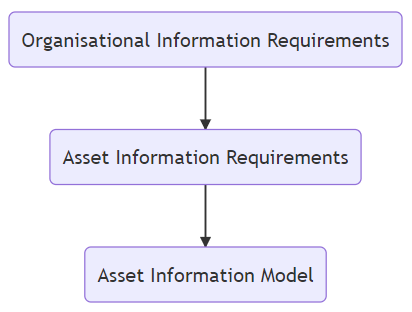 Organisational Information Requirements
Asset Information Requirements
Asset Information Model